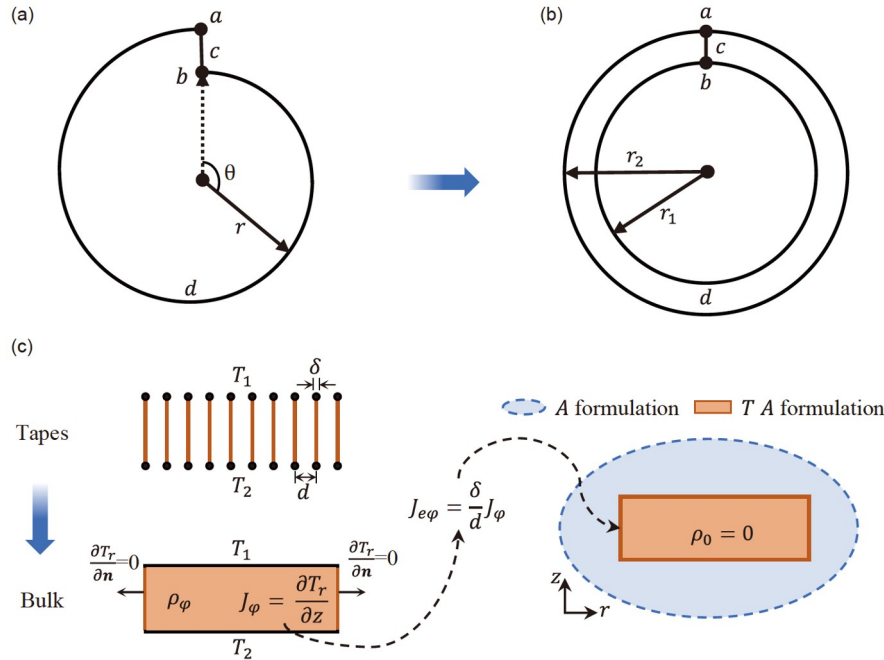 (a)
a
c
b
θ
r
d
(b)
a
c
b
r₂
r₁
d
(c)
Tapes
T₁
δ
T₂
d
Bulk
∂Tᵣ/∂n=0
T₁
∂Tᵣ/∂n=0
ρφ
Jφ = ∂Tᵣ/∂z
T₂
Jₑφ = δ/d Jφ
A formulation
T A formulation
ρ₀ = 0
z
r